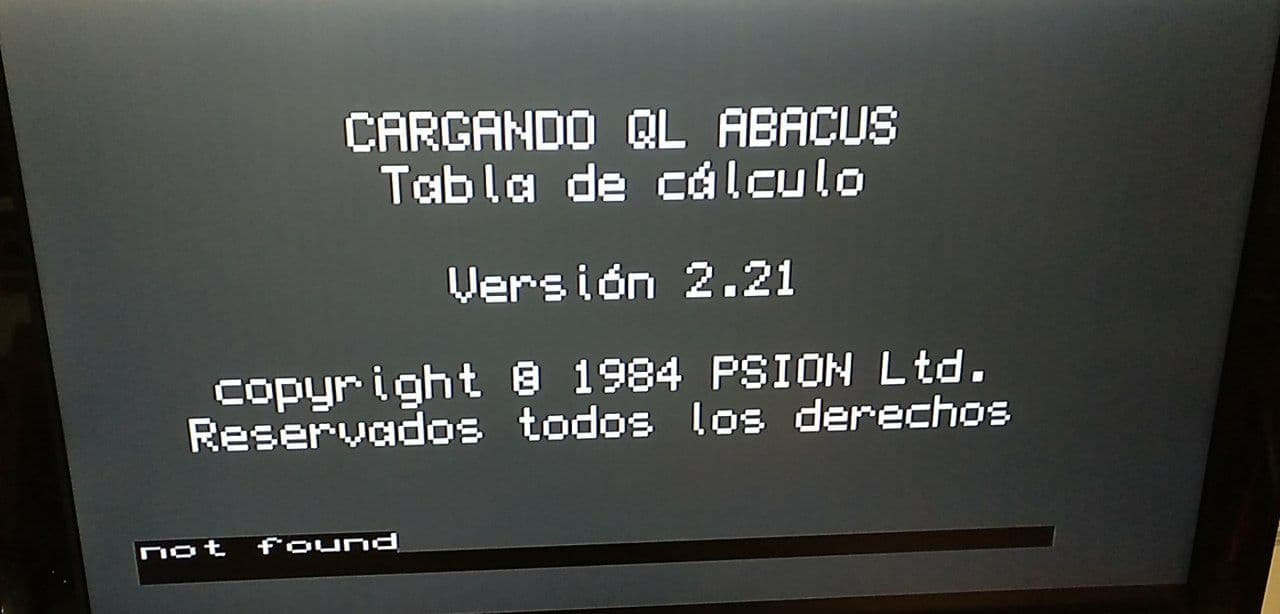 CARGANDO QL ABACUS
Tabla de cálculo
Versión 2.21
copyright @ 1984 PSION Ltd.
Reservados todos los derechos
not found